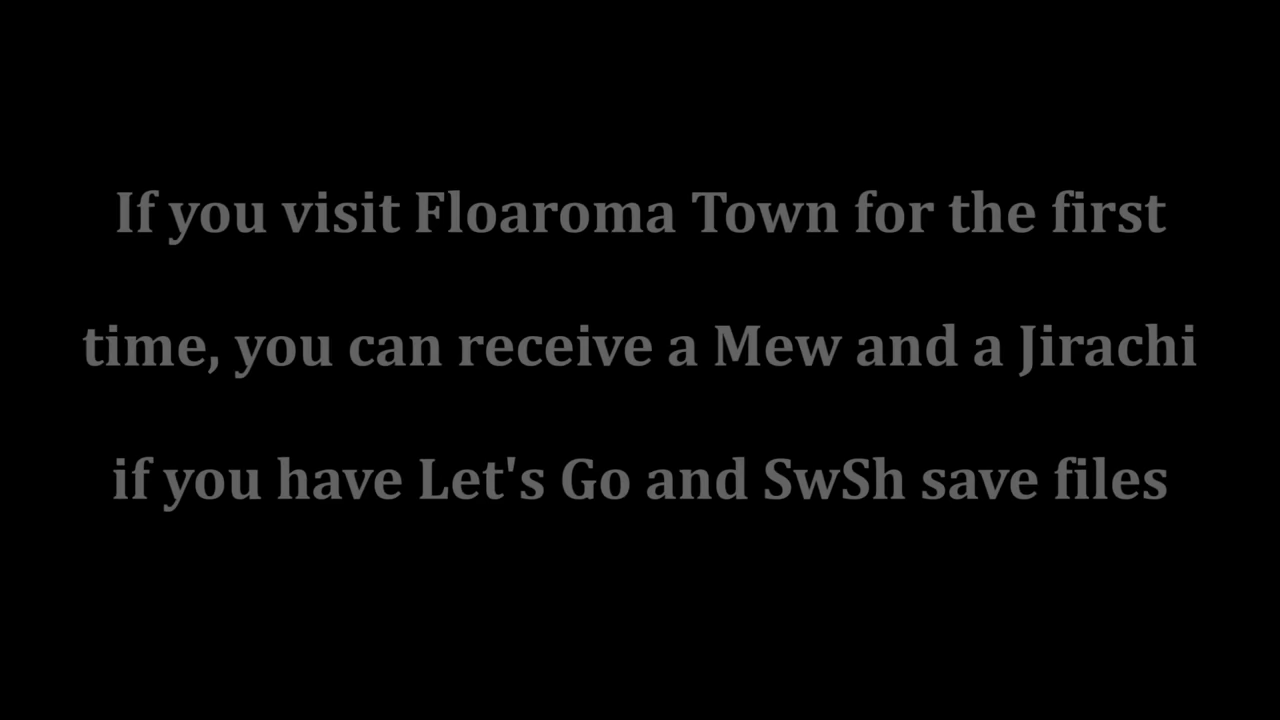 If you visit Floaroma Town for the first
time, you can receive a Mew and a Jirachi
if you have Let's Go and SwSh save files